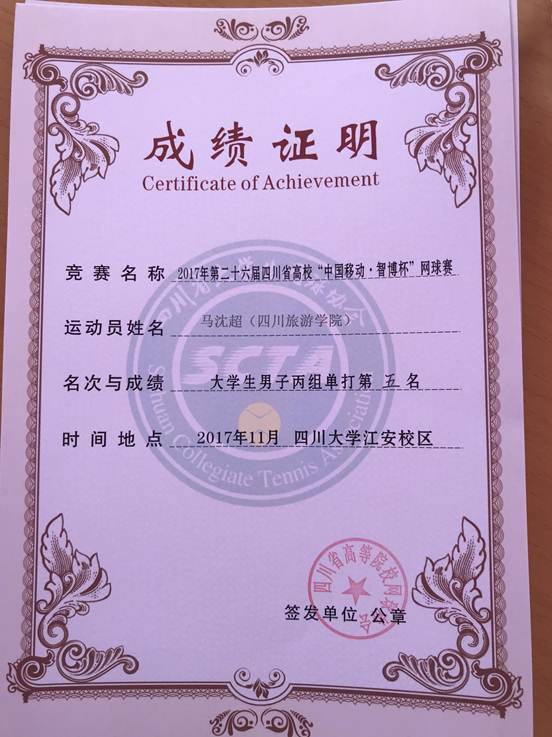 成绩证明
Certificate of Achievement
竞赛名称 2017年第二十六届四川省高校“中国移动·智博杯”网球赛
运动员姓名 马沈超（四川旅游学院）
名次与成绩 大学生男子丙组单打第 五 名
时间地点 2017年11月 四川大学江安校区
SCTA
Sichuan Collegiate Tennis Association
四川省高等院校网球协会
签发单位 公章